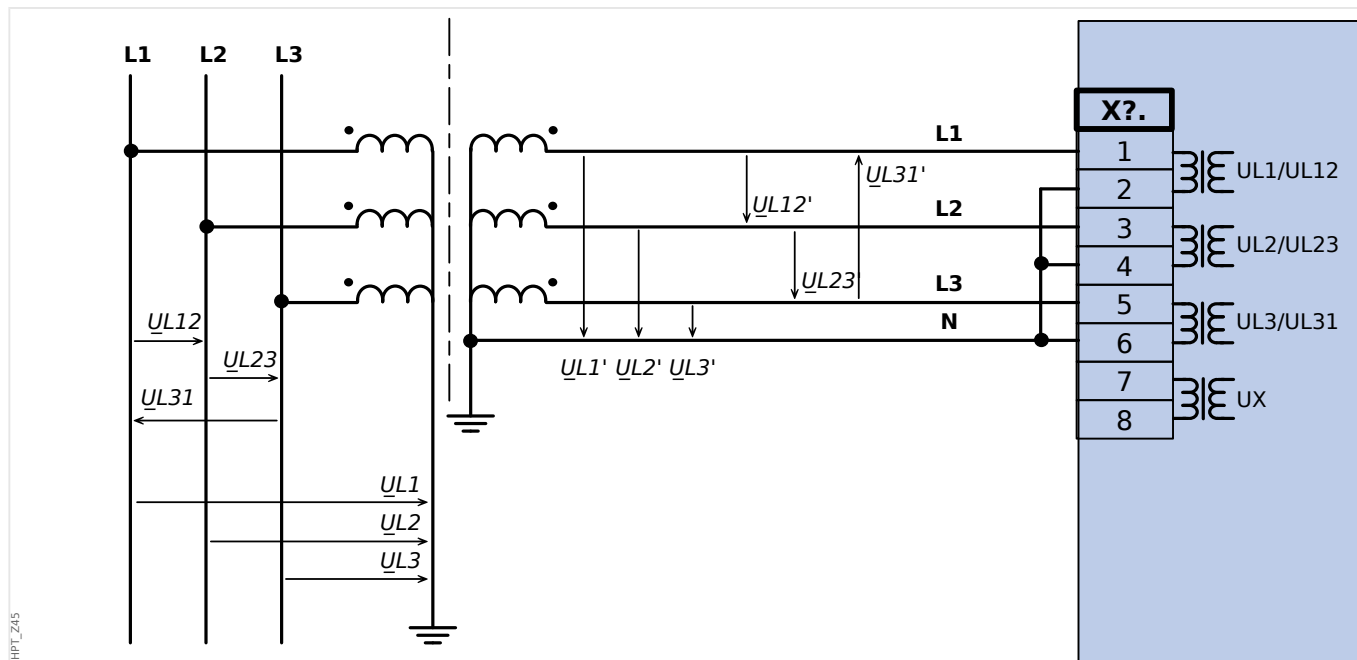 L1 L2 L3
X?.
L1
1
UL1/UL12
UL31'
2
UL12'
L2
3
UL2/UL23
4
UL23'
L3
5
UL12
N
UL3/UL31
6
UL23
UL1' UL2' UL3'
7
UL31
UX
8
UL1
UL2
UL3
HPT_Z45